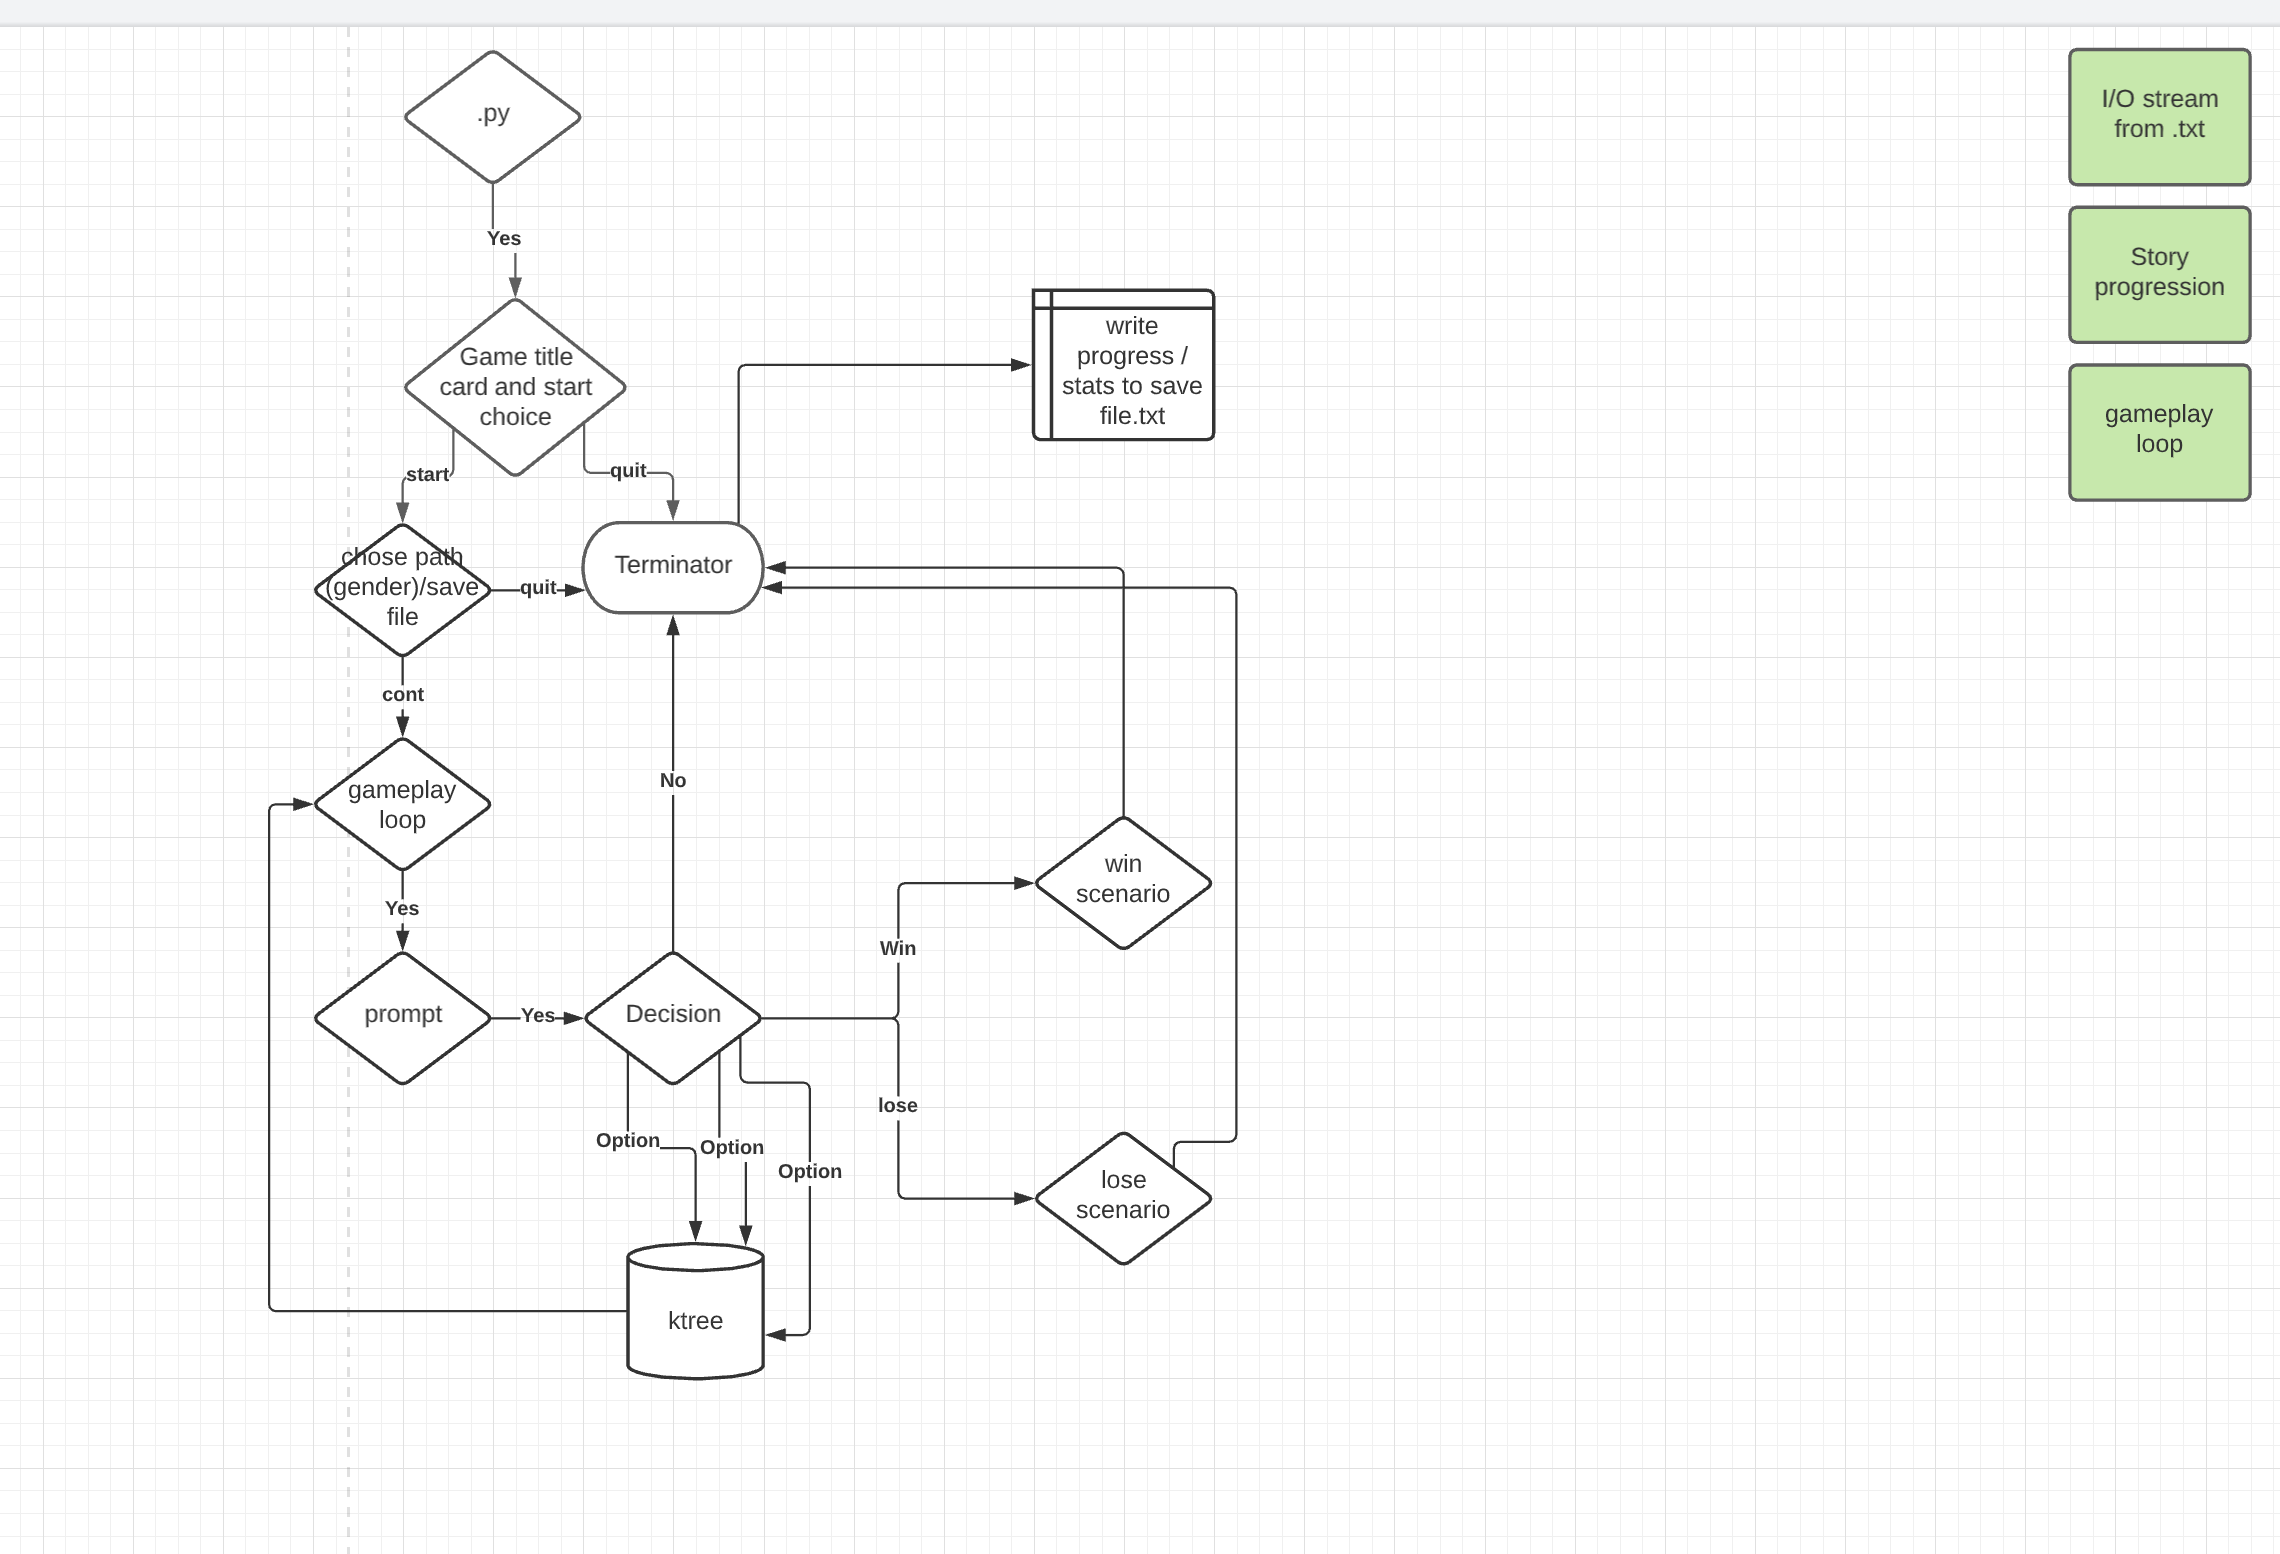 .py
Yes
Game title
card and start
choice
start
quit
chose path
(gender)/save
file
quit
Terminator
write
progress /
stats to save
file.txt
cont
gameplay
loop
Yes
prompt
Yes
Decision
No
Win
lose
win
scenario
lose
scenario
Option
Option
Option
ktree
I/O stream
from .txt
Story
progression
gameplay
loop